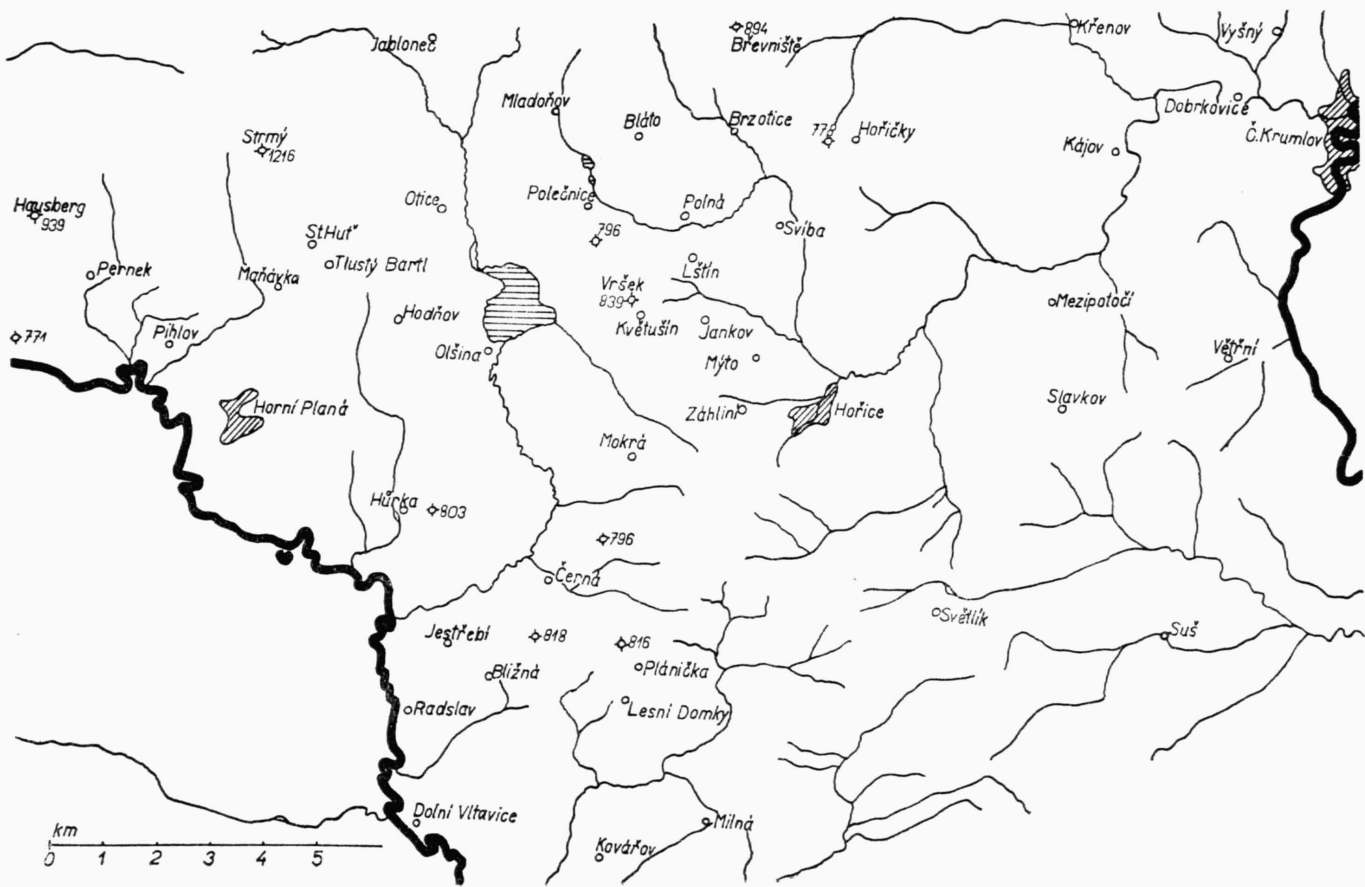 Jablonec
894
Břevniště
Křenov
Vyšný
Mladoňov
Bláto
Brzotice
778
Hořičky
Dobrkovice
Č. Krumlov
Kájov
Strmý
1216
Otice
Polečnice
Polná
Svíba
Hausberg
939
St.Huť
Tlustý Bartl
796
Lštín
Pernek
Maňávka
Vršek
839
Květušín
Jankov
Mezipotočí
Hodňov
771
Pihlov
Olšina
Mýto
Větřní
Horní Planá
Záhliní
Hořice
Slavkov
Mokrá
Hůrka
803
796
Černá
Světlík
Jestřebí
818
816
Suš
Plánička
Bližná
Radslav
Lesní Domky
Dolní Vltavice
Milná
Kovářov
km
0 1 2 3 4 5